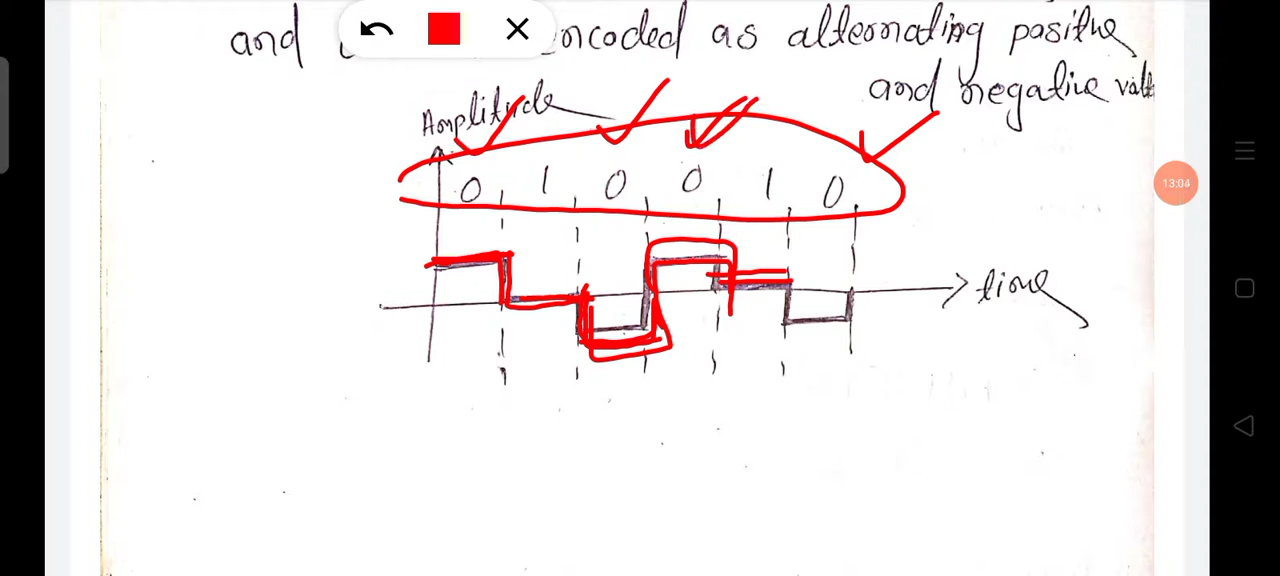 and encoded as alternating positive
and negative
Amplitude
0 1 0 0 1 0
time
13:04